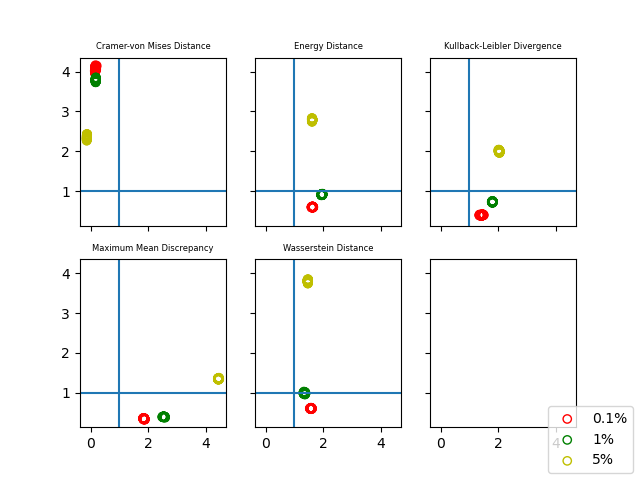 Cramer-von Mises Distance
Energy Distance
Kullback-Leibler Divergence
4
3
2
1
Maximum Mean Discrepancy
Wasserstein Distance
4
3
2
1
0 2 4
0 2 4
0 2 4
0.1%
1%
5%